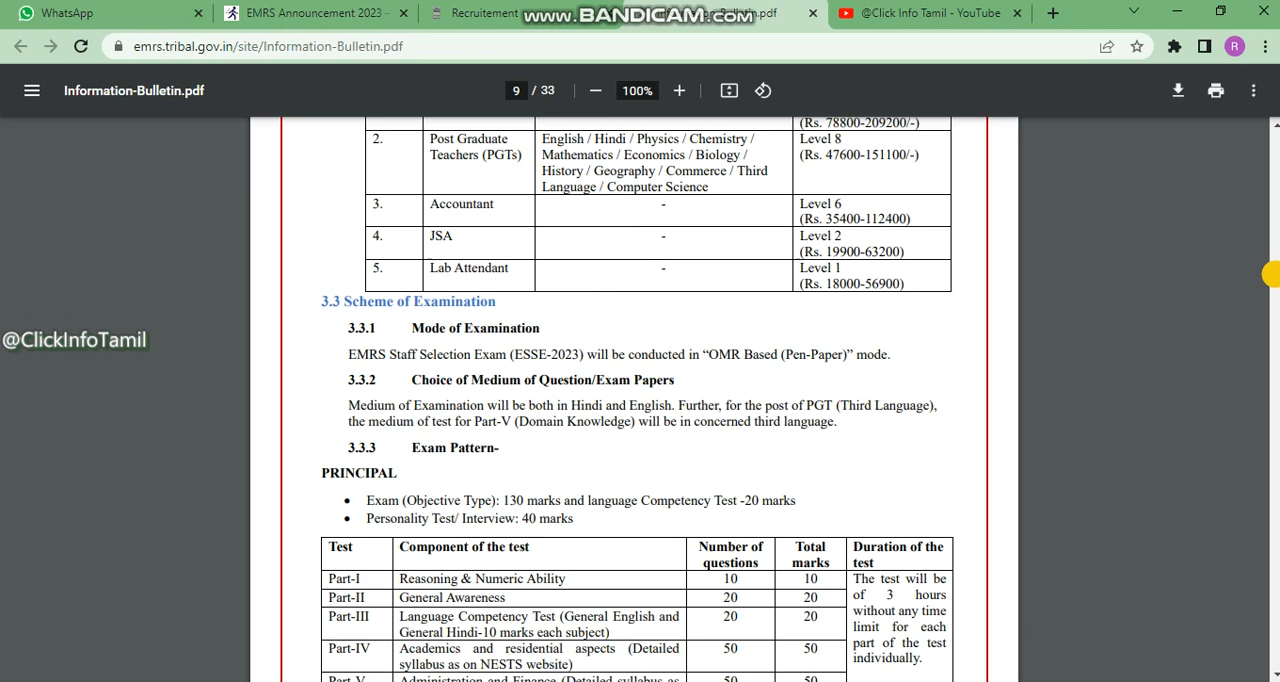 WhatsApp
EMRS Announcement 2023 -
Recruitement
www.BANDICAM.com
.pdf
@Click Info Tamil - YouTube
emrs.tribal.gov.in/site/Information-Bulletin.pdf
R
Information-Bulletin.pdf
9 / 33
100%
(Rs. 78800-209200/-)
2. Post Graduate English / Hindi / Physics / Chemistry / Level 8
Teachers (PGTs) Mathematics / Economics / Biology / (Rs. 47600-151100/-)
History / Geography / Commerce / Third
Language / Computer Science
3. Accountant - Level 6
(Rs. 35400-112400)
4. JSA - Level 2
(Rs. 19900-63200)
5. Lab Attendant - Level 1
(Rs. 18000-56900)
3.3 Scheme of Examination
3.3.1 Mode of Examination
@ClickInfoTamil
EMRS Staff Selection Exam (ESSE-2023) will be conducted in “OMR Based (Pen-Paper)” mode.
3.3.2 Choice of Medium of Question/Exam Papers
Medium of Examination will be both in Hindi and English. Further, for the post of PGT (Third Language),
the medium of test for Part-V (Domain Knowledge) will be in concerned third language.
3.3.3 Exam Pattern-
PRINCIPAL
• Exam (Objective Type): 130 marks and language Competency Test -20 marks
• Personality Test/ Interview: 40 marks
Test Component of the test Number of Total Duration of the
questions marks test
Part-I Reasoning & Numeric Ability 10 10 The test will be
Part-II General Awareness 20 20 of 3 hours
without any time
Part-III Language Competency Test (General English and 20 20 limit for each
General Hindi-10 marks each subject) part of the test
Part-IV Academics and residential aspects (Detailed 50 50 individually.
syllabus as on NESTS website)
Part-V Administration and Finance (Detailed syllabus as 50 50